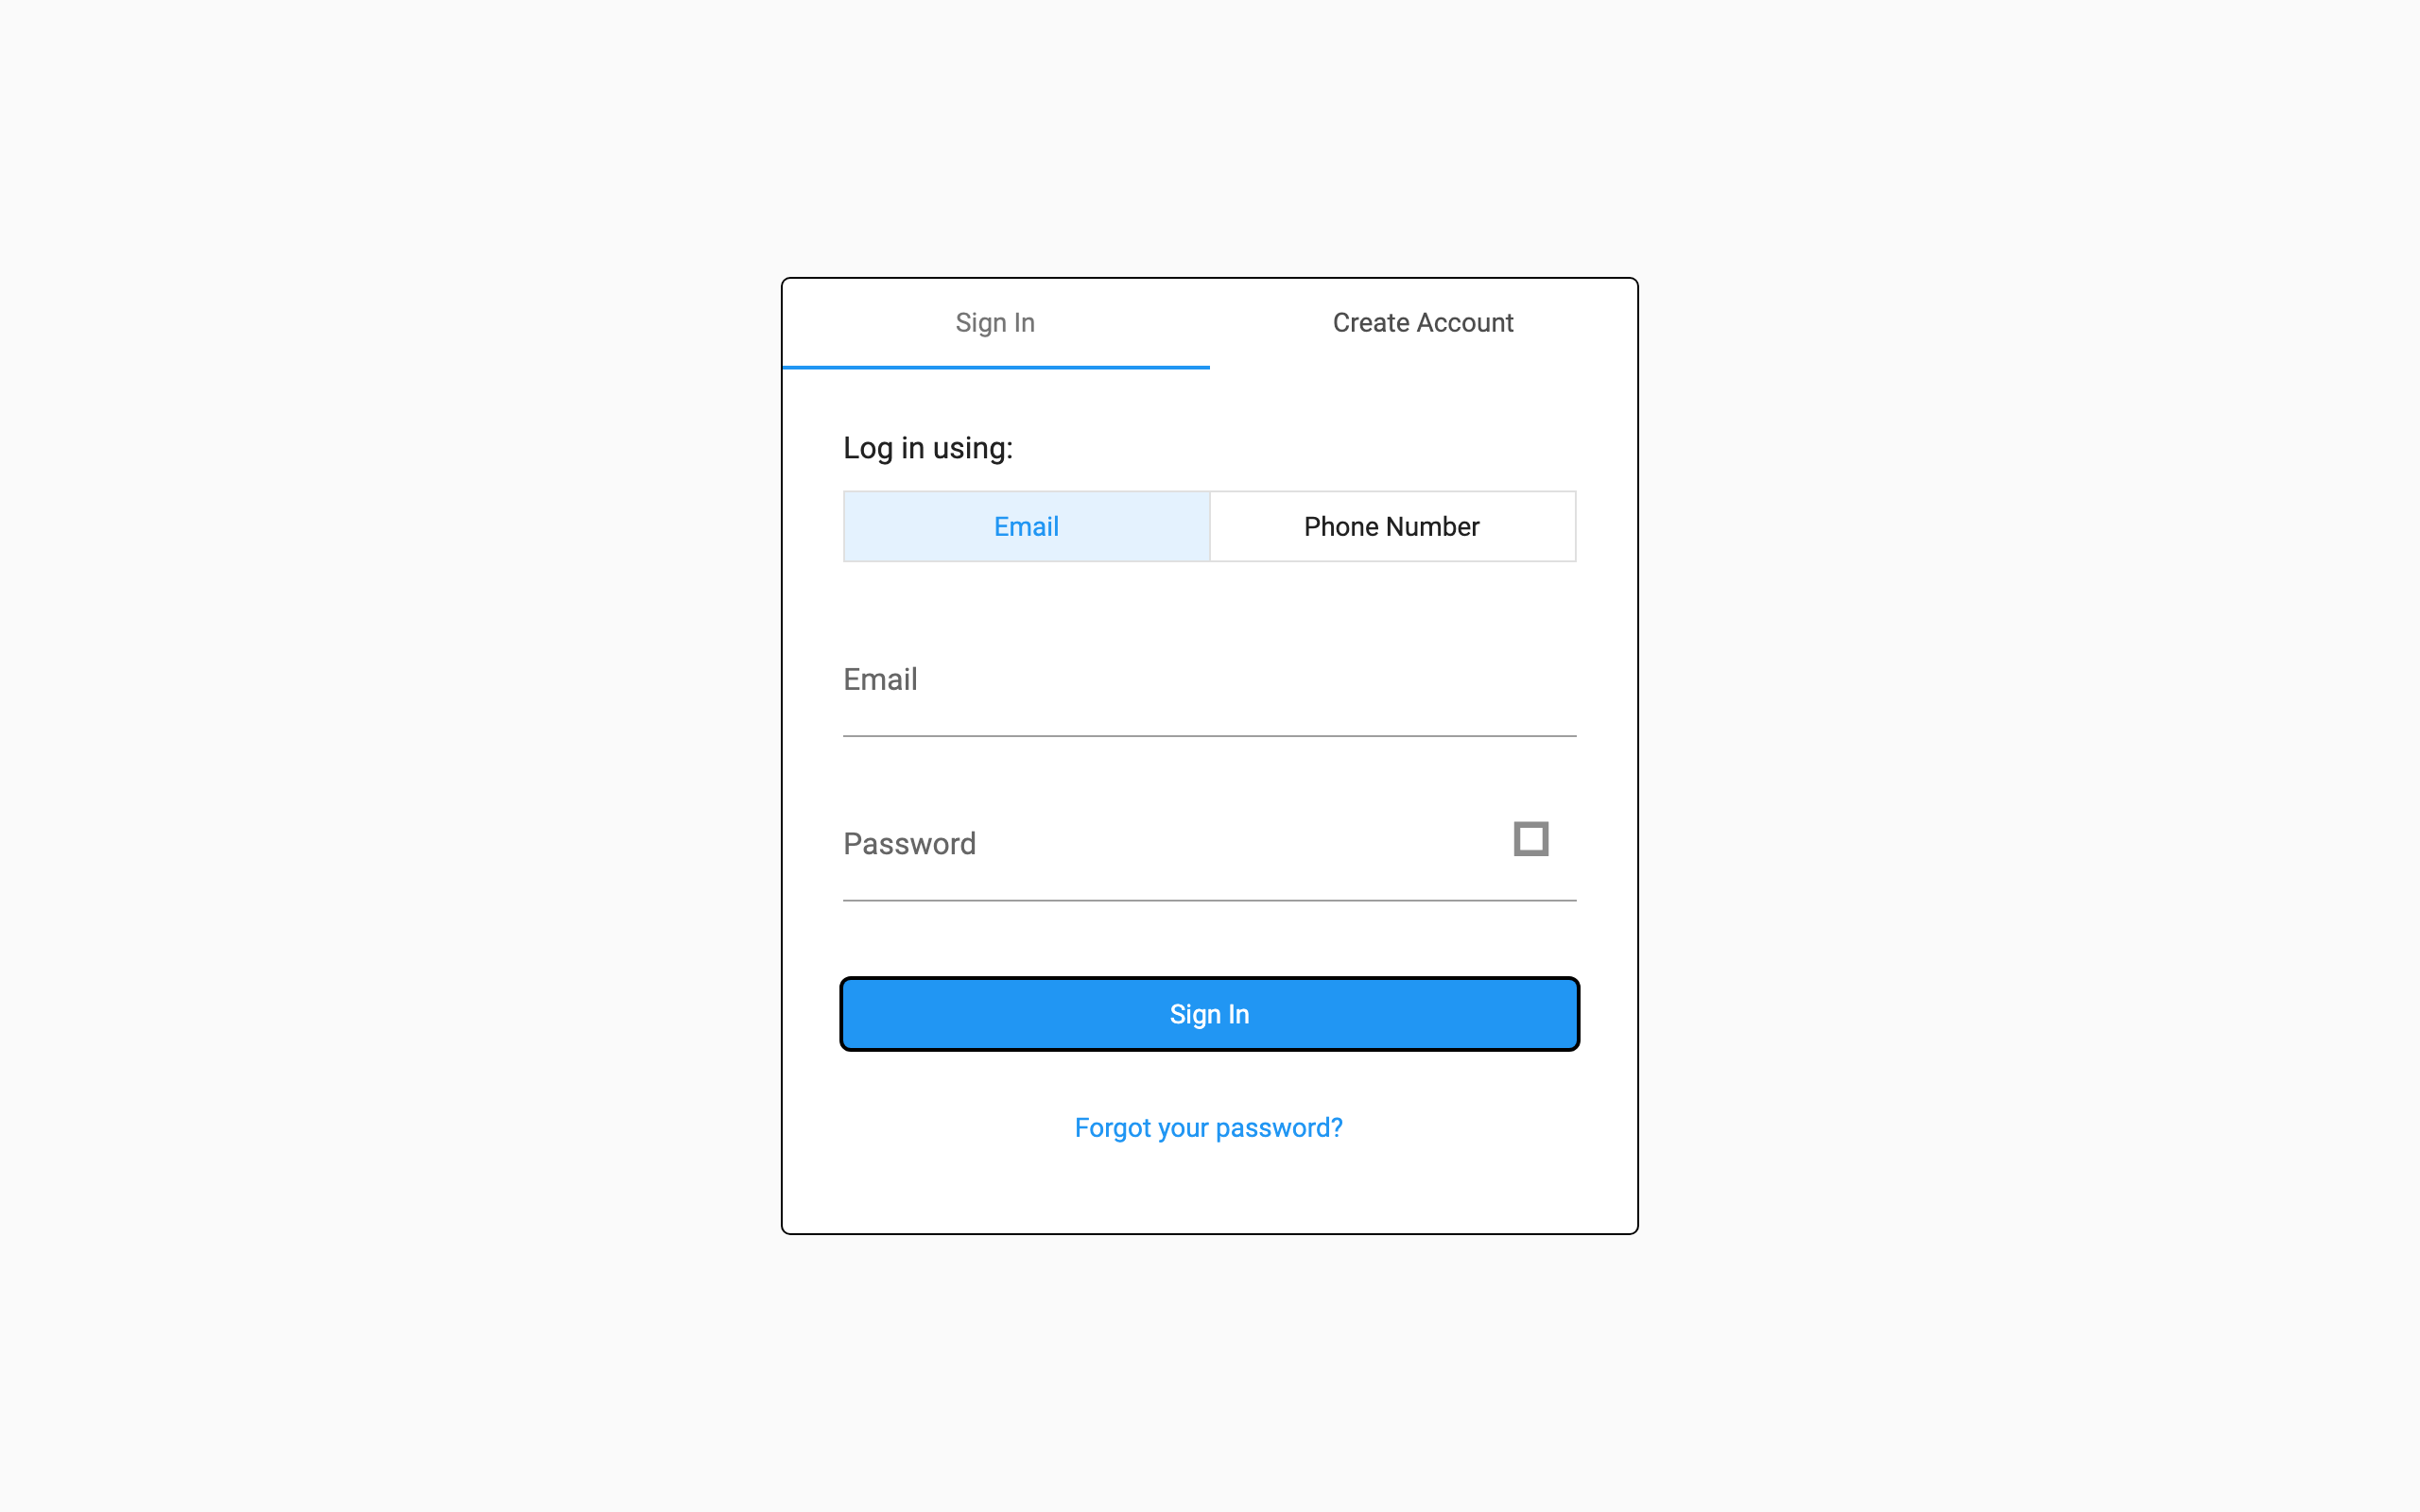 Sign In Create Account
Log in using:
Email Phone Number
Email
Password
Sign In
Forgot your password?